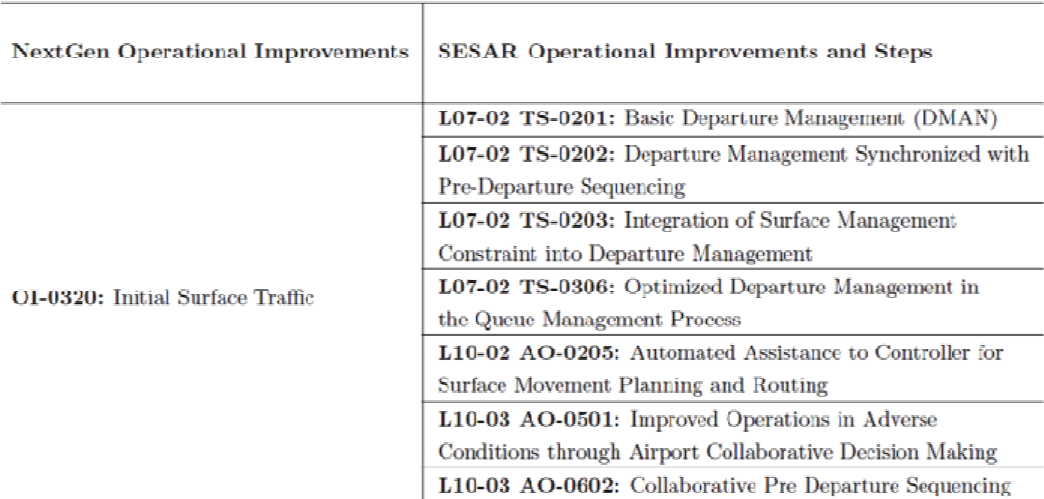 NextGen Operational Improvements
SESAR Operational Improvements and Steps
OI-0320: Initial Surface Traffic
L07-02 TS-0201: Basic Departure Management (DMAN)
L07-02 TS-0202: Departure Management Synchronized with
Pre-Departure Sequencing
L07-02 TS-0203: Integration of Surface Management
Constraint into Departure Management
L07-02 TS-0306: Optimized Departure Management in
the Queue Management Process
L10-02 AO-0205: Automated Assistance to Controller for
Surface Movement Planning and Routing
L10-03 AO-0501: Improved Operations in Adverse
Conditions through Airport Collaborative Decision Making
L10-03 AO-0602: Collaborative Pre Departure Sequencing